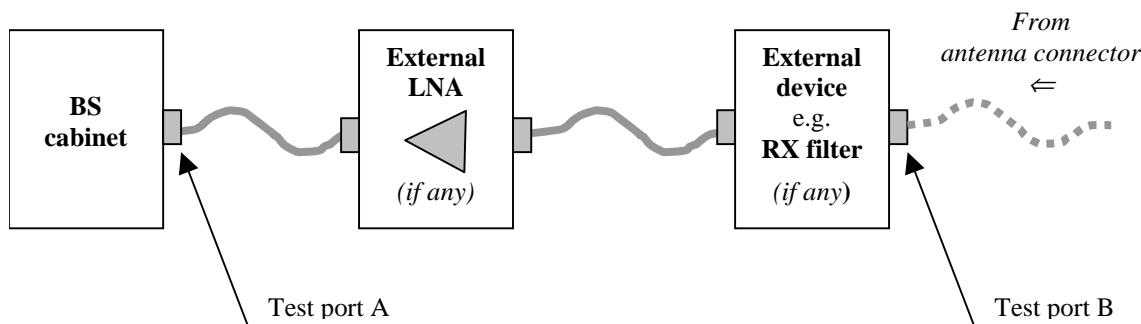 BS
cabinet
External
LNA
(if any)
External
device
e.g.
RX filter
(if any)
From
antenna connector
⇐
Test port A
Test port B